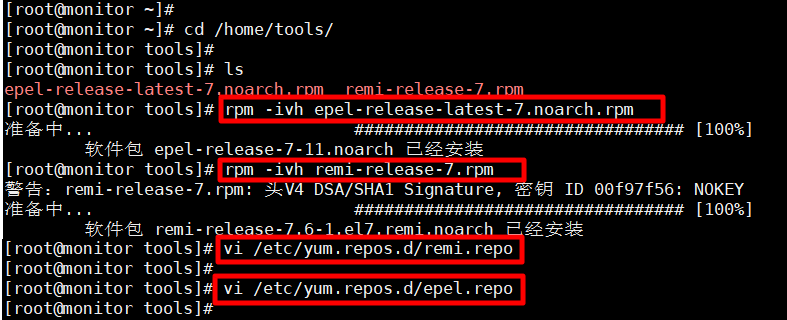 [root@monitor ~]#
[root@monitor ~]# cd /home/tools/
[root@monitor tools]#
[root@monitor tools]# ls
epel-release-latest-7.noarch.rpm  remi-release-7.rpm
[root@monitor tools]# rpm -ivh epel-release-latest-7.noarch.rpm
准备中...                          ################################# [100%]
        软件包 epel-release-7-11.noarch 已经安装
[root@monitor tools]# rpm -ivh remi-release-7.rpm
警告：remi-release-7.rpm: 头V4 DSA/SHA1 Signature, 密钥 ID 00f97f56: NOKEY
准备中...                          ################################# [100%]
        软件包 remi-release-7.6-1.el7.remi.noarch 已经安装
[root@monitor tools]# vi /etc/yum.repos.d/remi.repo
[root@monitor tools]#
[root@monitor tools]# vi /etc/yum.repos.d/epel.repo
[root@monitor tools]#